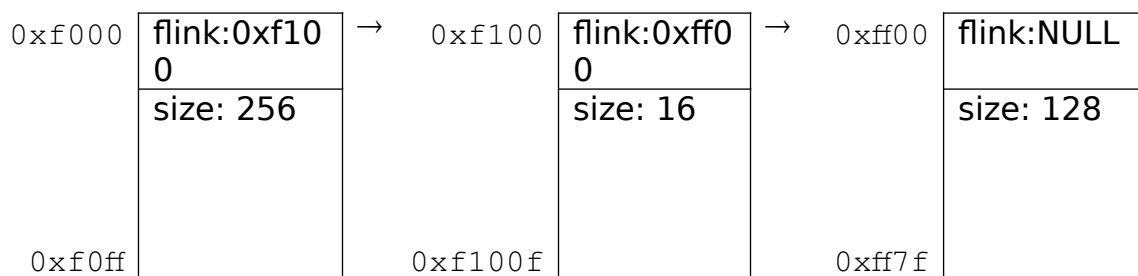 0xf000 flink:0xf10 → 0xf100 flink:0xff0 → 0xff00 flink:NULL
0 0
size: 256 size: 16 size: 128
0xf0ff 0xf100f 0xff7f